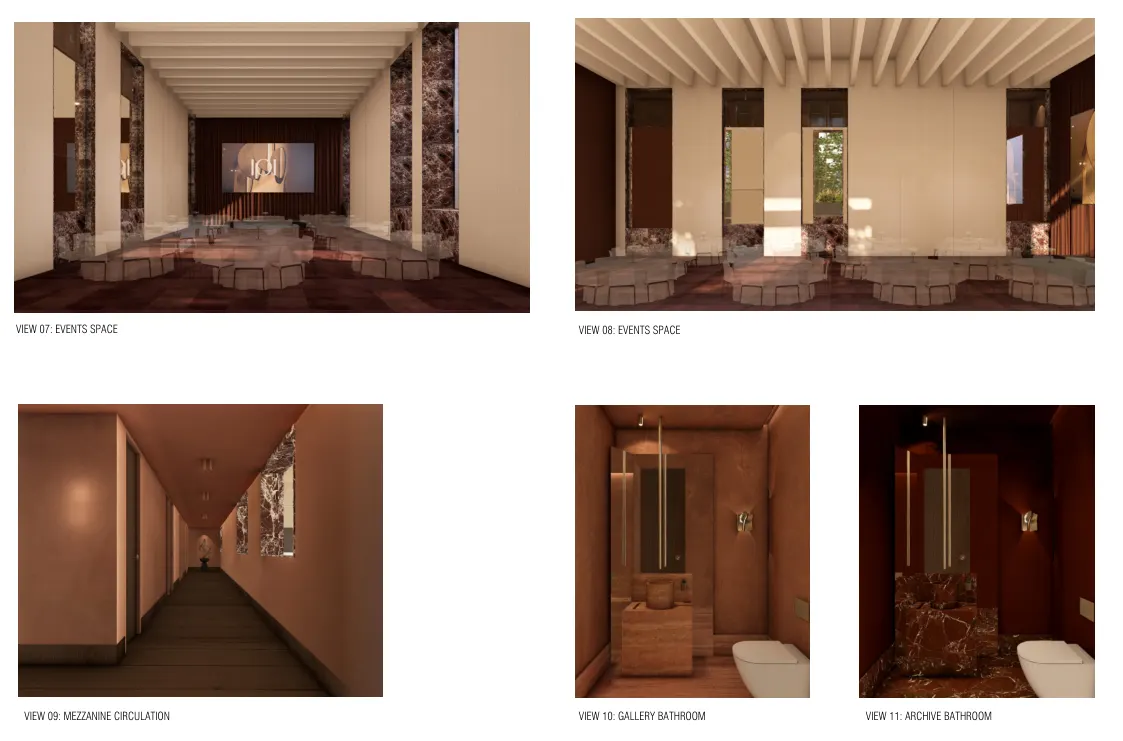 VIEW 07: EVENTS SPACE
VIEW 08: EVENTS SPACE
VIEW 09: MEZZANINE CIRCULATION
VIEW 10: GALLERY BATHROOM
VIEW 11: ARCHIVE BATHROOM